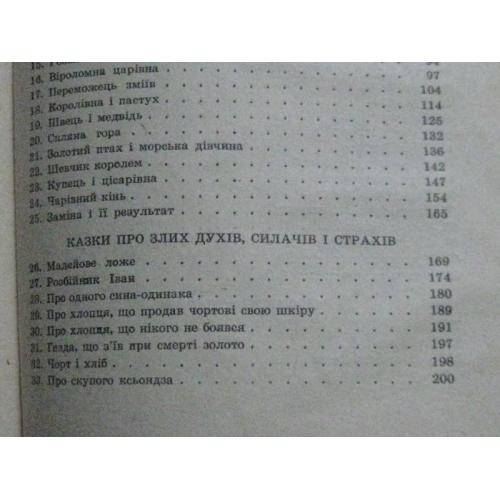 15.
16. Віроломна царівна 97
17. Переможець зміїв 104
18. Королівна і пастух 114
19. Швець і медвідь 125
20. Скляна гора 132
21. Золотий птах і морська дівчина 136
22. Шевчик королем 142
23. Купець і цісарівна 147
24. Чарівний кінь 154
25. Заміна і її результат 165
КАЗКИ ПРО ЗЛИХ ДУХІВ, СИЛАЧІВ І СТРАХІВ
26. Мадейове ложе 169
27. Розбійник Іван 174
28. Про одного сина-одинака 180
29. Про хлопця, що продав чортові свою шкіру 189
30. Про хлопця, що нікого не боявся 191
31. Ґазда, що з'їв при смерті золото 197
32. Чорт і хліб 198
33. Про скупого ксьондза 200